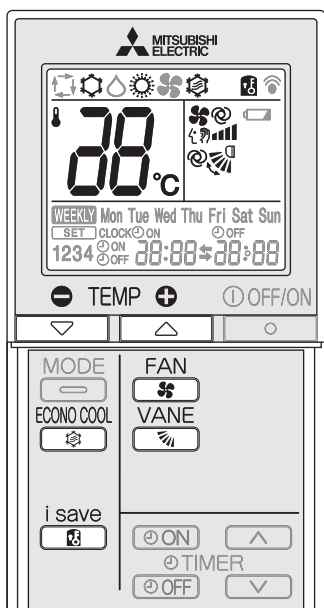 MITSUBISHI
ELECTRIC
°C
WEEKLY Mon Tue Wed Thu Fri Sat Sun
SET CLOCK ON OFF
1234 ON OFF 88:88 88:88
TEMP OFF/ON
MODE
FAN
ECONO COOL
VANE
i save
ON
TIMER
OFF